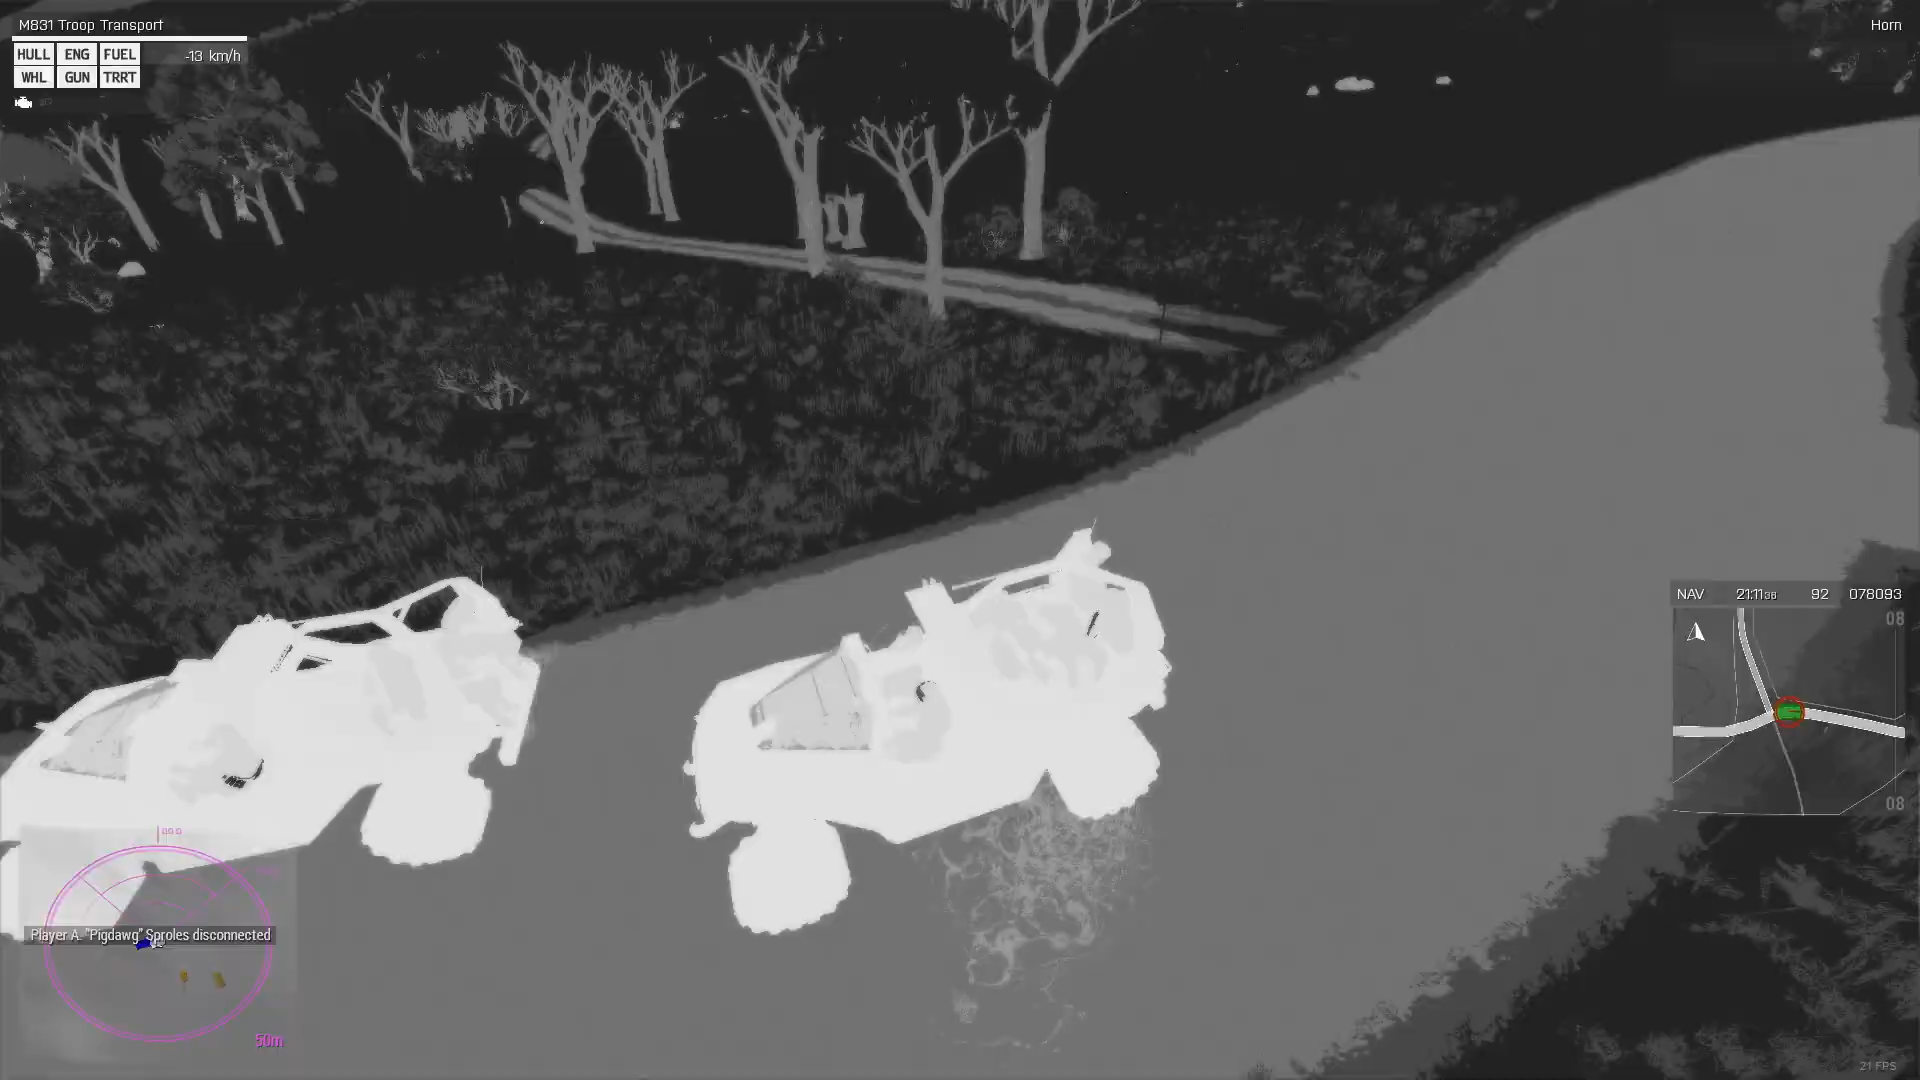 M831 Troop Transport
HULL ENG FUEL
-13 km/h
WHL GUN TRRT
Horn
NAV 21:11:38 92 078093
08
08
Player A. "Pigdawg" Sproles disconnected
50m
21 FPS